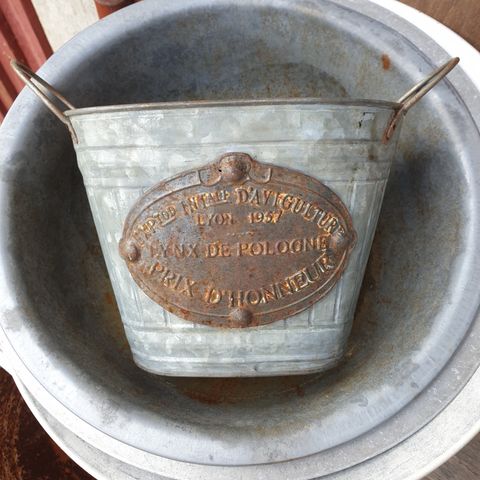 D'AVICULTURE
LYON 1957
LYNX DE POLOGNE
PRIX D'HONNEUR